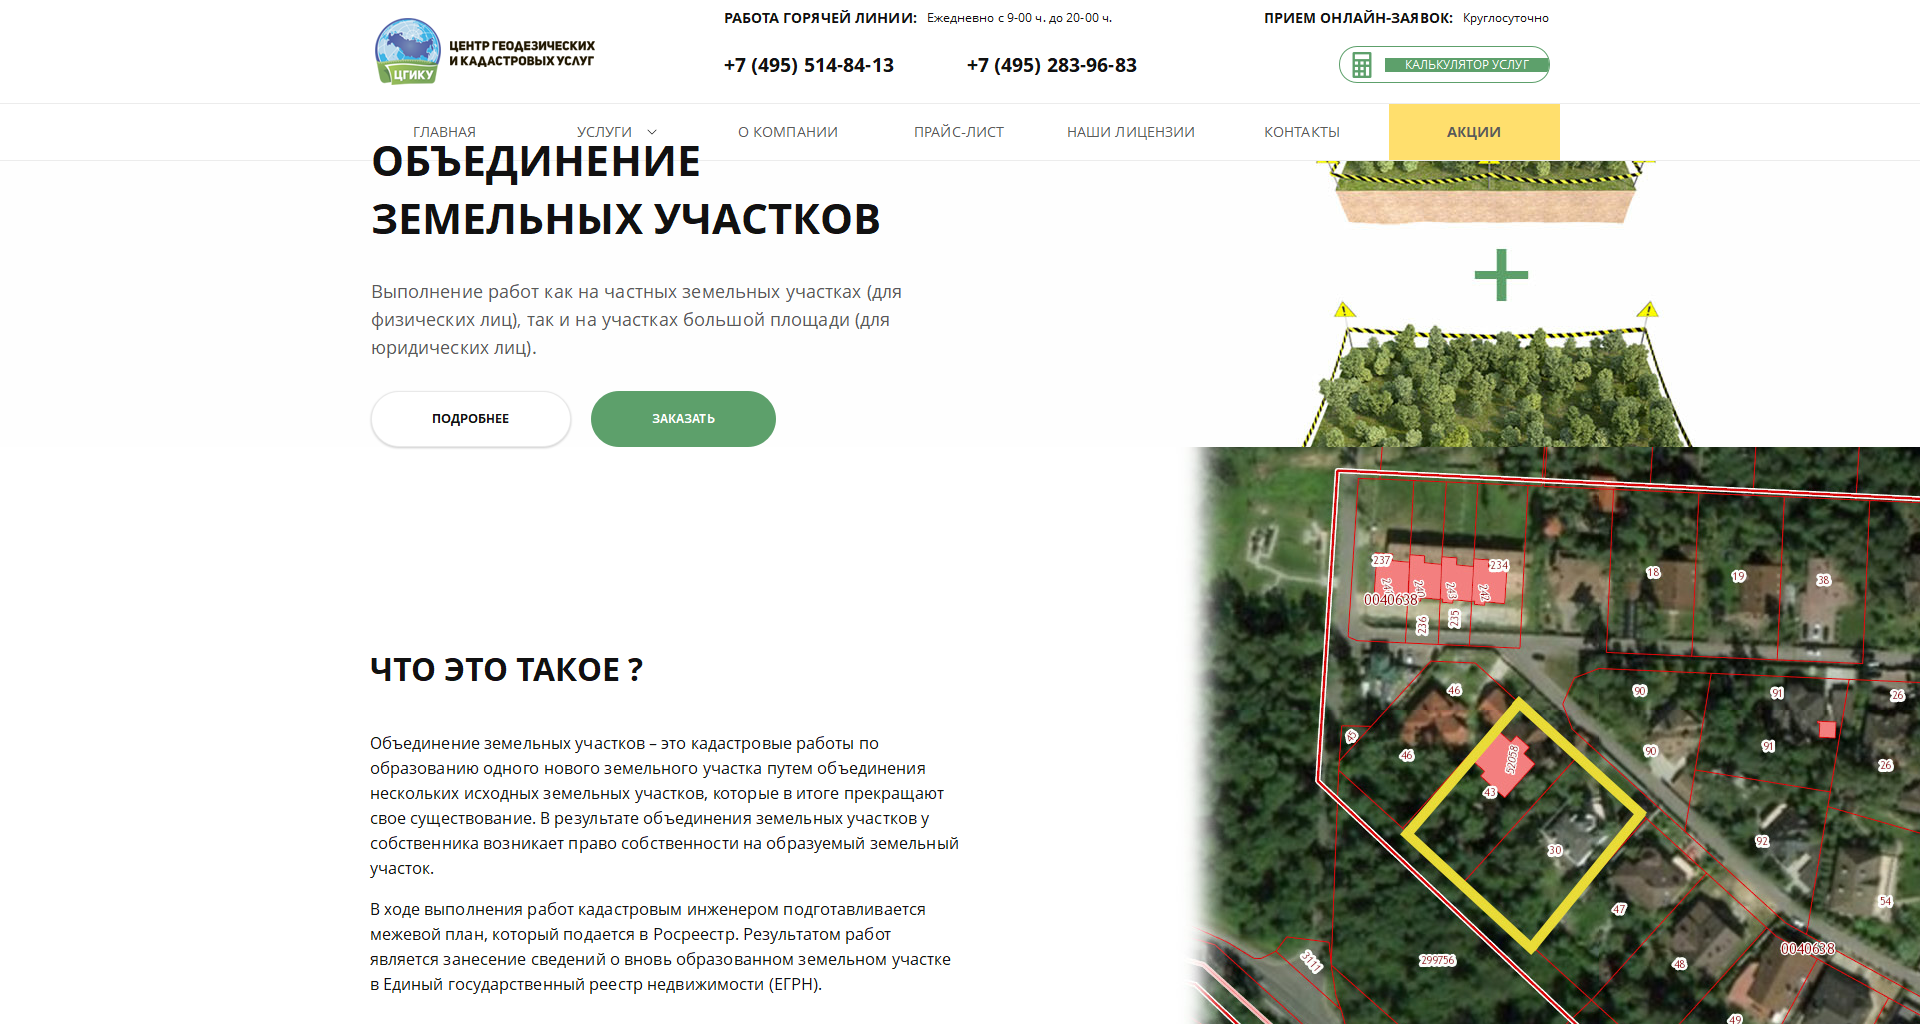 РАБОТА ГОРЯЧЕЙ ЛИНИИ: Ежедневно с 9-00 ч. до 20-00 ч.
ПРИЕМ ОНЛАЙН-ЗАЯВОК: Круглосуточно
ЦЕНТР ГЕОДЕЗИЧЕСКИХ
И КАДАСТРОВЫХ УСЛУГ
ЦГИКУ
+7 (495) 514-84-13
+7 (495) 283-96-83
КАЛЬКУЛЯТОР УСЛУГ
ГЛАВНАЯ
УСЛУГИ
О КОМПАНИИ
ПРАЙС-ЛИСТ
НАШИ ЛИЦЕНЗИИ
КОНТАКТЫ
АКЦИИ
ОБЪЕДИНЕНИЕ
ЗЕМЕЛЬНЫХ УЧАСТКОВ
Выполнение работ как на частных земельных участках (для
физических лиц), так и на участках большой площади (для
юридических лиц).
ПОДРОБНЕЕ
ЗАКАЗАТЬ
ЧТО ЭТО ТАКОЕ ?
Объединение земельных участков – это кадастровые работы по
образованию одного нового земельного участка путем объединения
нескольких исходных земельных участков, которые в итоге прекращают
свое существование. В результате объединения земельных участков у
собственника возникает право собственности на образуемый земельный
участок.
В ходе выполнения работ кадастровым инженером подготавливается
межевой план, который подается в Росреестр. Результатом работ
является занесение сведений о вновь образованном земельном участке
в Единый государственный реестр недвижимости (ЕГРН).
237
234
18
19
38
243
242
0040638
236
235
46
90
91
26
45
46
90
91
26
52058
43
30
92
47
54
0040638
3111
299756
48
49